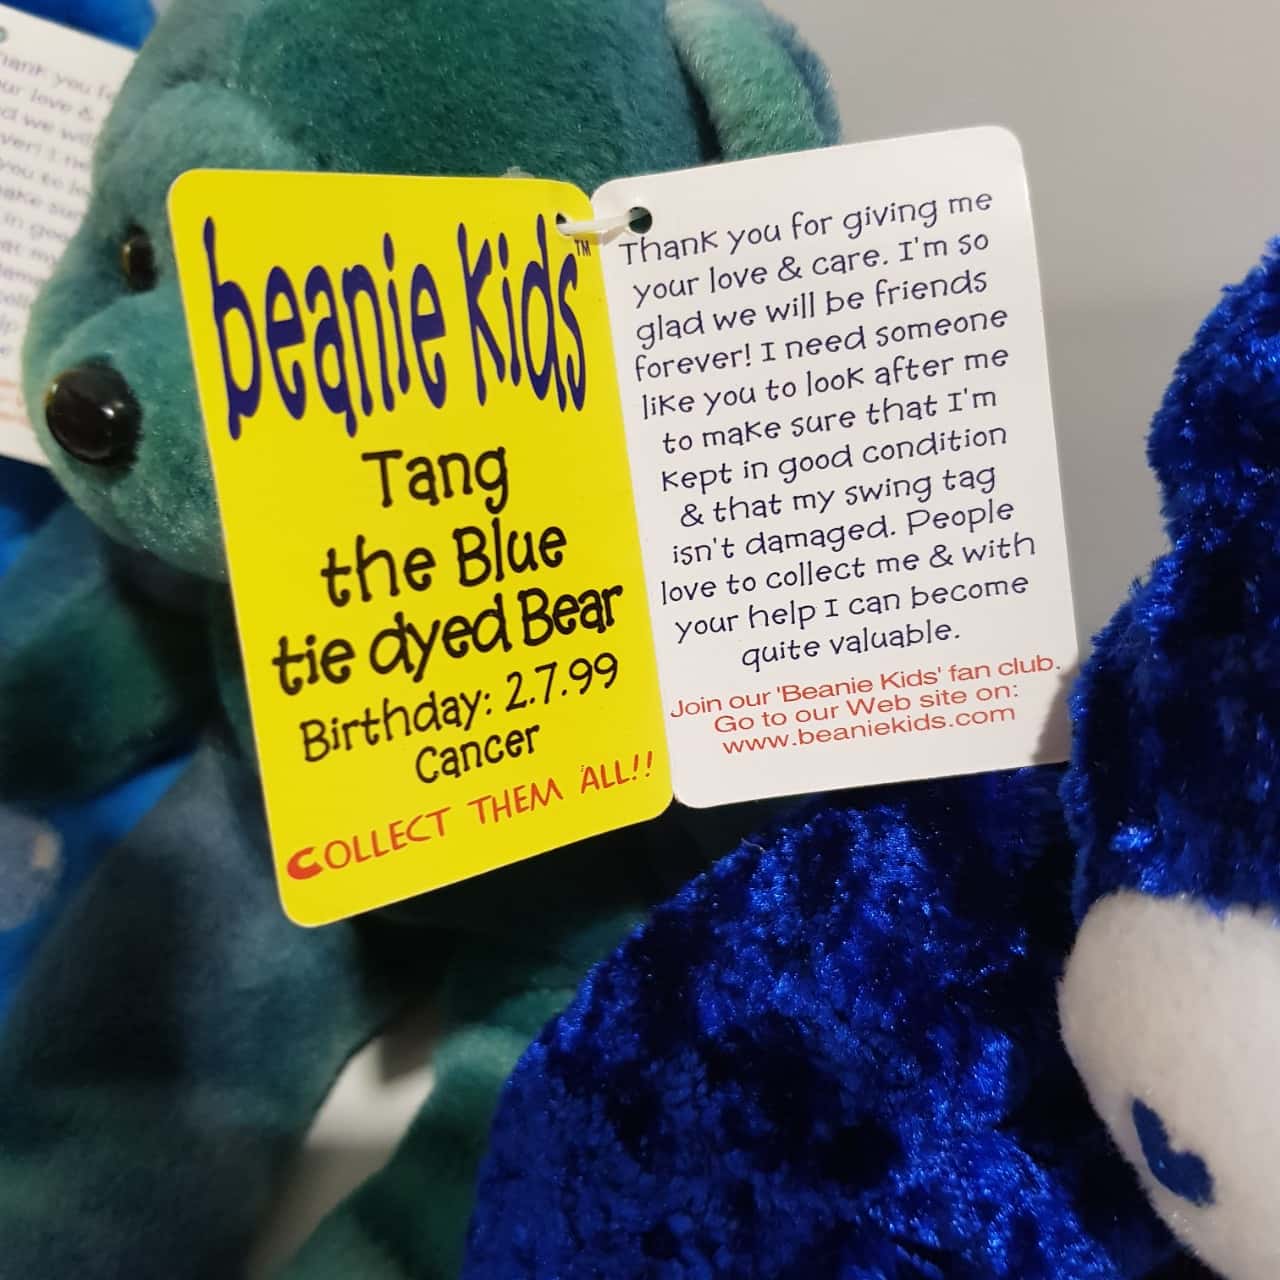 beanie Kids™
Tang
the Blue
tie dyed Bear
Birthday: 2.7.99
Cancer
COLLECT THEM ALL!!
Thank you for giving me
your love & care. I'm so
glad we will be friends
forever! I need someone
like you to look after me
to make sure that I'm
kept in good condition
& that my swing tag
isn't damaged. People
love to collect me & with
your help I can become
quite valuable.
Join our 'Beanie Kids' fan club.
Go to our Web site on:
www.beaniekids.com